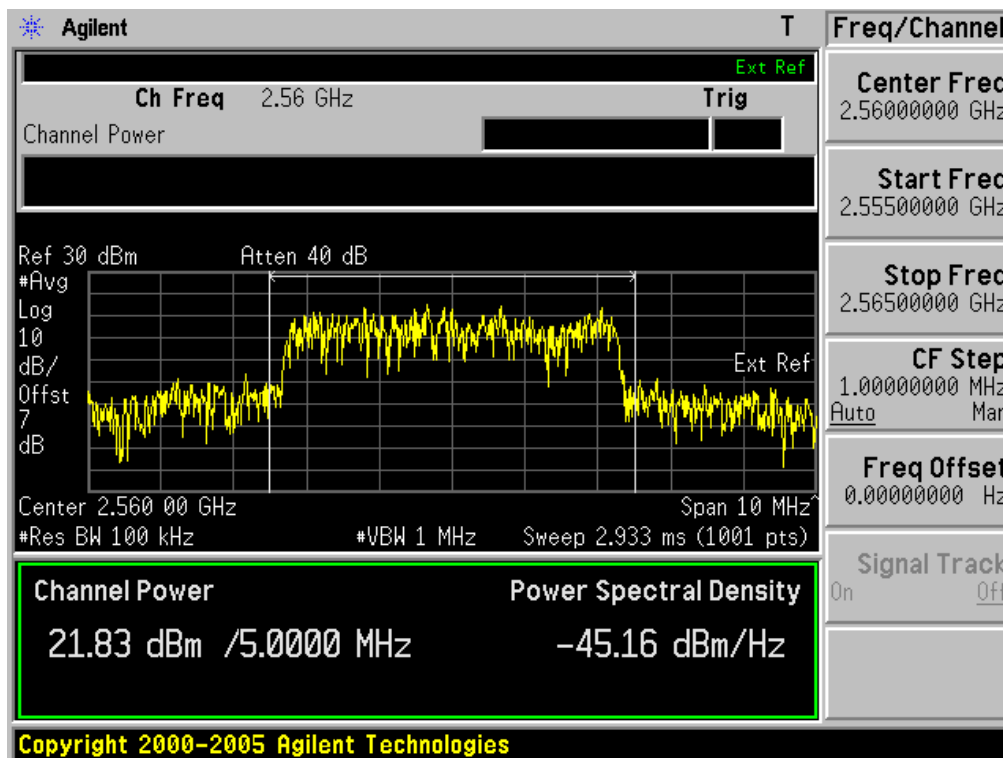 Agilent T Freq/Channel
Ext Ref
Ch Freq 2.56 GHz Trig
Channel Power
Center Freq
2.56000000 GHz
Start Freq
2.55500000 GHz
Stop Freq
2.56500000 GHz
CF Step
1.00000000 MHz
Auto Man
Freq Offset
0.00000000 Hz
Signal Track
On Off
Ref 30 dBm Atten 40 dB
#Avg
Log
10
dB/
Offst
7
dB
Ext Ref
Center 2.560 00 GHz Span 10 MHz^
#Res BW 100 kHz #VBW 1 MHz Sweep 2.933 ms (1001 pts)
Channel Power Power Spectral Density
21.83 dBm /5.0000 MHz -45.16 dBm/Hz
Copyright 2000-2005 Agilent Technologies